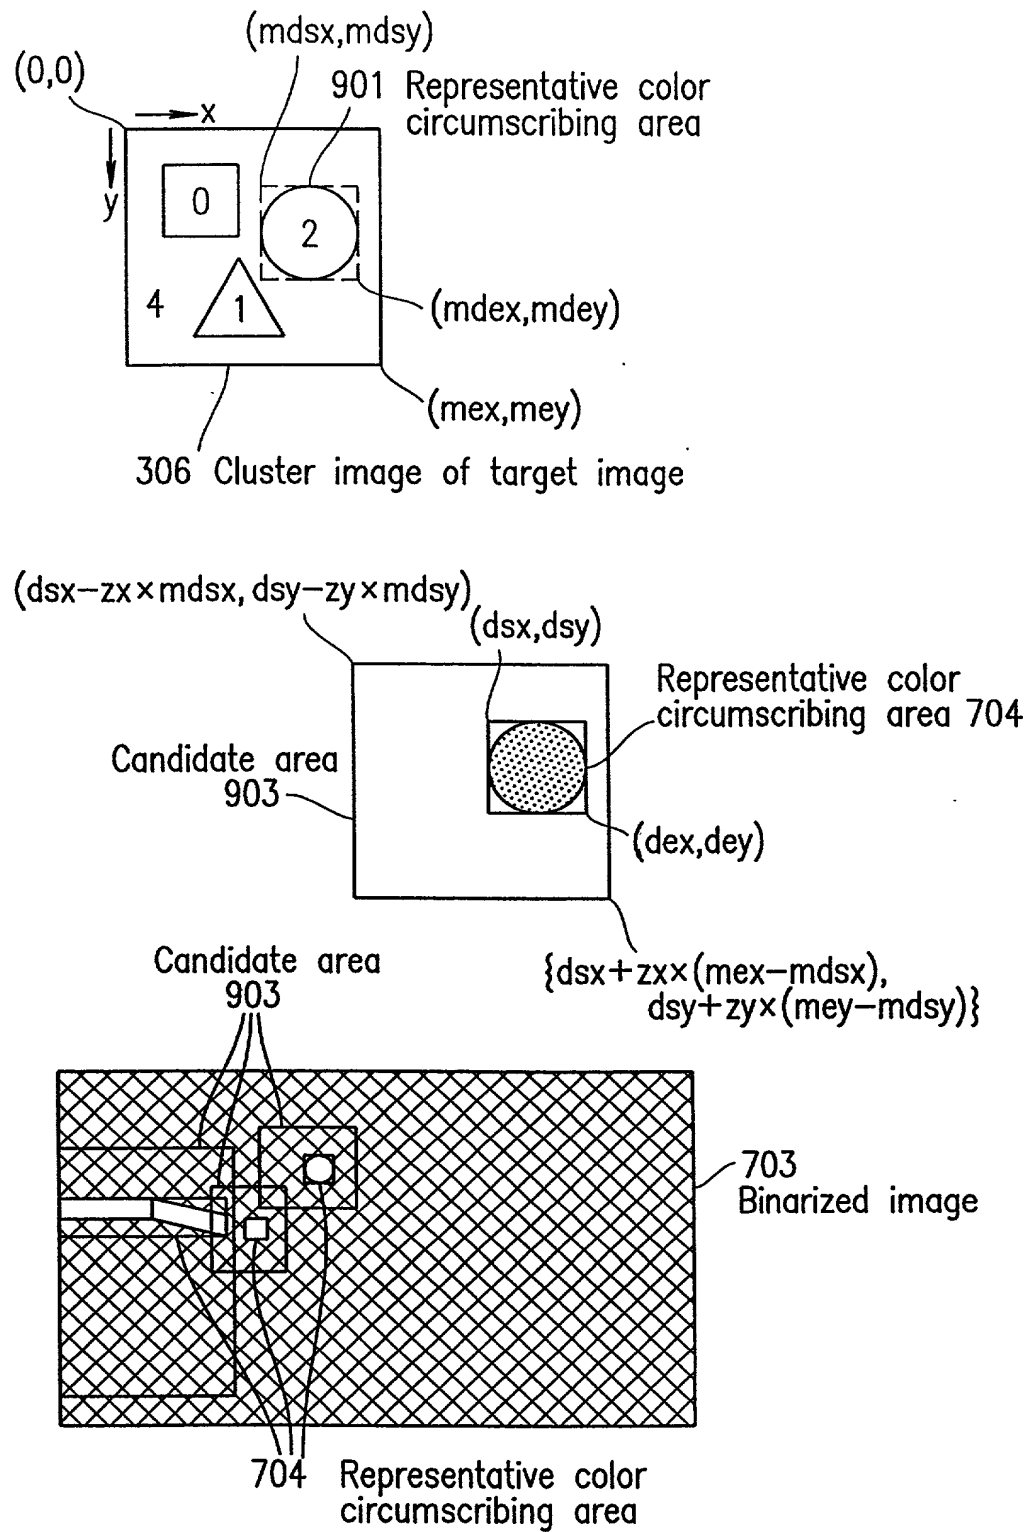 (mdsx,mdsy)
(0,0)
901 Representative color
circumscribing area
x
y
0
2
4
1
(mdex,mdey)
(mex,mey)
306 Cluster image of target image
(dsx−zx×mdsx, dsy−zy×mdsy)
(dsx,dsy)
Representative color
circumscribing area 704
Candidate area
903
(dex,dey)
{dsx+zx×(mex−mdsx),
dsy+zy×(mey−mdsy)}
Candidate area
903
703
Binarized image
704 Representative color
circumscribing area